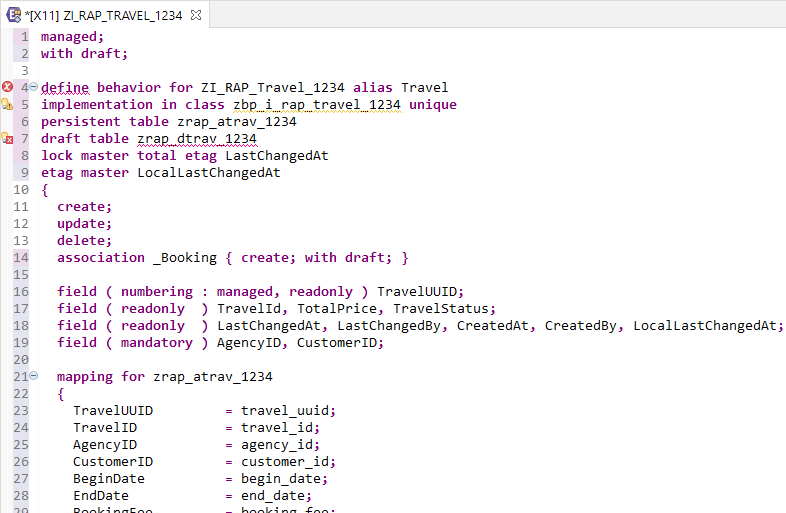 *[X11] ZI_RAP_TRAVEL_1234
1 managed;
2 with draft;
3
4 define behavior for ZI_RAP_Travel_1234 alias Travel
5 implementation in class zbp_i_rap_travel_1234 unique
6 persistent table zrap_atrav_1234
7 draft table zrap_dtrav_1234
8 lock master total etag LastChangedAt
9 etag master LocalLastChangedAt
10 {
11 create;
12 update;
13 delete;
14 association _Booking { create; with draft; }
15
16 field ( numbering : managed, readonly ) TravelUUID;
17 field ( readonly  ) TravelId, TotalPrice, TravelStatus;
18 field ( readonly  ) LastChangedAt, LastChangedBy, CreatedAt, CreatedBy, LocalLastChangedAt;
19 field ( mandatory ) AgencyID, CustomerID;
20
21 mapping for zrap_atrav_1234
22 {
23 TravelUUID = travel_uuid;
24 TravelID = travel_id;
25 AgencyID = agency_id;
26 CustomerID = customer_id;
27 BeginDate = begin_date;
28 EndDate = end_date;
29 BookingFee = booking_fee;